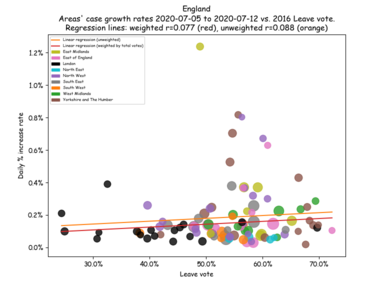 England
Areas' case growth rates 2020-07-05 to 2020-07-12 vs. 2016 Leave vote.
Regression lines: weighted r=0.077 (red), unweighted r=0.088 (orange)
Linear regression (unweighted)
Linear regression (weighted by total votes)
East Midlands
East of England
London
North East
North West
South East
South West
West Midlands
Yorkshire and The Humber
1.2%
1.0%
0.8%
0.6%
0.4%
0.2%
0.0%
Daily % increase rate
30.0%
40.0%
50.0%
60.0%
70.0%
Leave vote